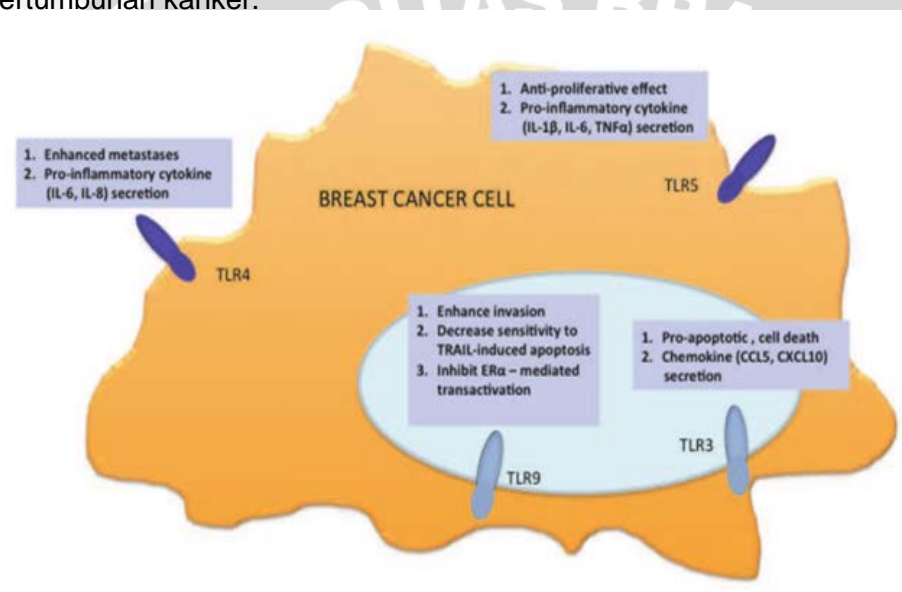 pertumbuhan kanker.
1. Anti-proliferative effect
2. Pro-inflammatory cytokine
(IL-1β, IL-6, TNFα) secretion
1. Enhanced metastases
2. Pro-inflammatory cytokine
(IL-6, IL-8) secretion
BREAST CANCER CELL
TLR5
TLR4
1. Enhance invasion
2. Decrease sensitivity to
TRAIL-induced apoptosis
3. Inhibit ERα – mediated
transactivation
1. Pro-apoptotic , cell death
2. Chemokine (CCL5, CXCL10)
secretion
TLR3
TLR9